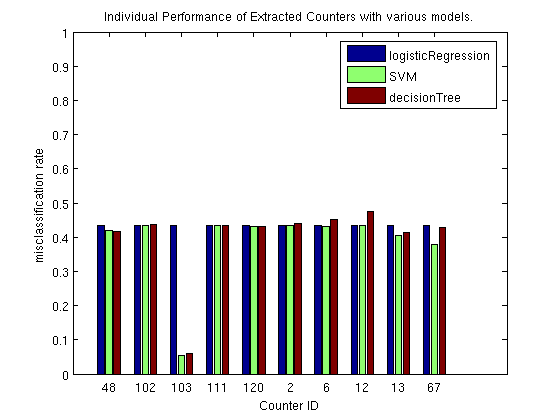 Individual Performance of Extracted Counters with various models.
1
0.9
0.8
0.7
0.6
0.5
0.4
0.3
0.2
0.1
0
misclassification rate
logisticRegression
SVM
decisionTree
48 102 103 111 120 2 6 12 13 67
Counter ID